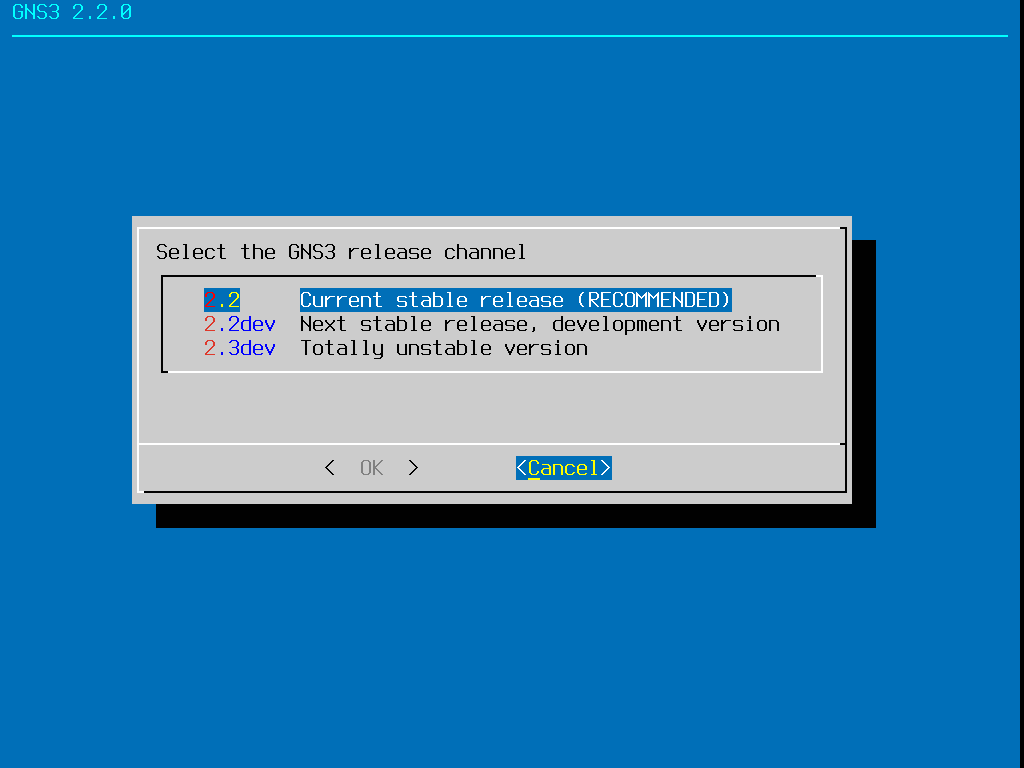 GNS3 2.2.0
Select the GNS3 release channel
2.2 Current stable release (RECOMMENDED)
2.2dev Next stable release, development version
2.3dev Totally unstable version
< OK > <Cancel>